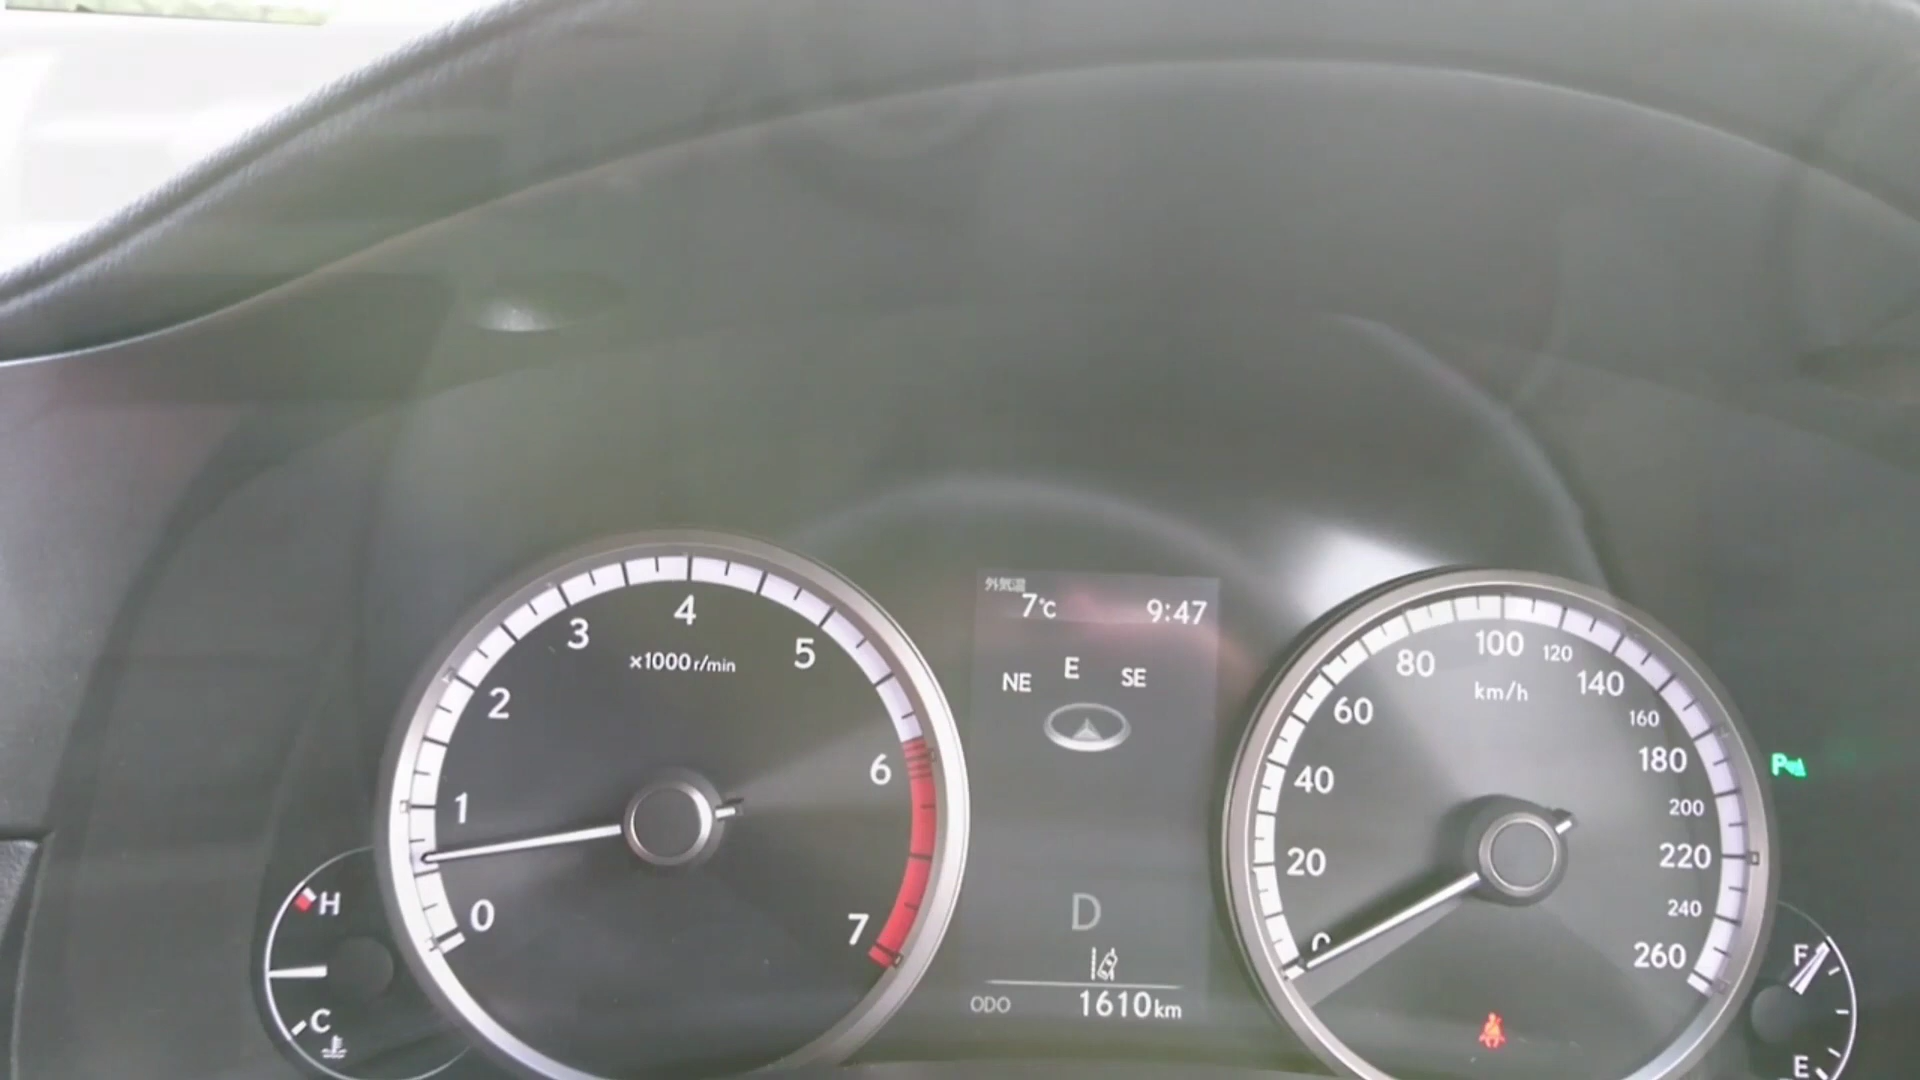 外気温
7℃ 9:47
NE E SE
D
ODO 1610km
0 1 2 3 4 5 6 7
×1000r/min
0 20 40 60 80 100 120 140 160 180 200 220 240 260
km/h
H
C
F
E
P